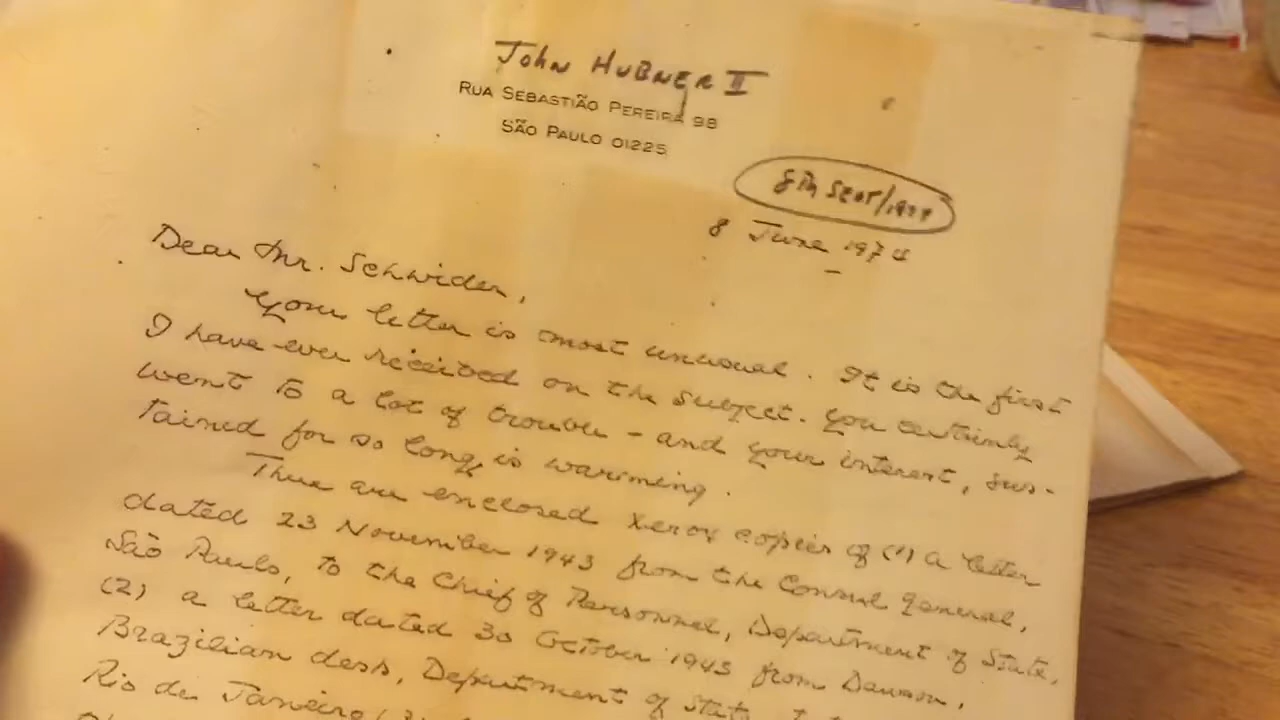 John Hubner II
RUA SEBASTIÃO PEREIRA 98
SÃO PAULO 01225
8th Sept/
8 June 1974
Dear Mr. Schwider,
Your letter is most unusual. It is the first
I have ever received on the subject. You certainly
went to a lot of trouble - and your interest, sus-
tained for so long, is warming.
There are enclosed xerox copies of (1) a letter
dated 23 November 1943 from the Consul General,
São Paulo, to the Chief of Personnel, Department of State,
(2) a letter dated 30 October 1943 from Dawson,
Brazilian desk, Department of State,
Rio de Janeiro,